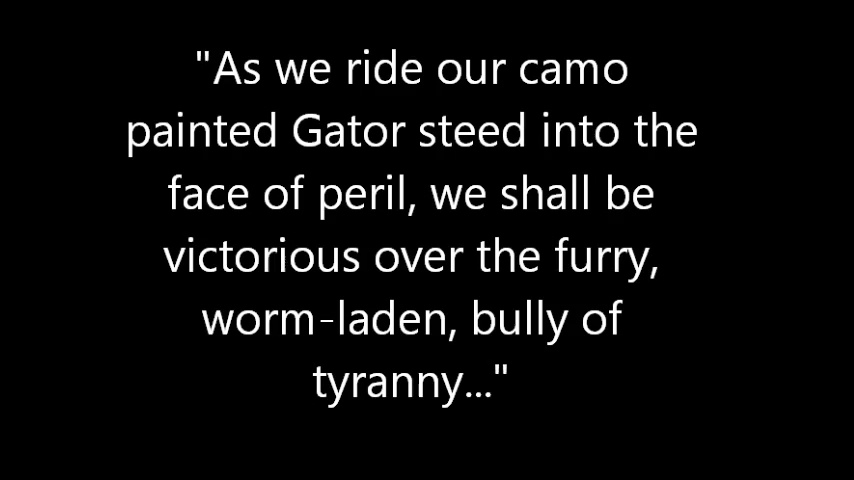 "As we ride our camo
painted Gator steed into the
face of peril, we shall be
victorious over the furry,
worm-laden, bully of
tyranny..."